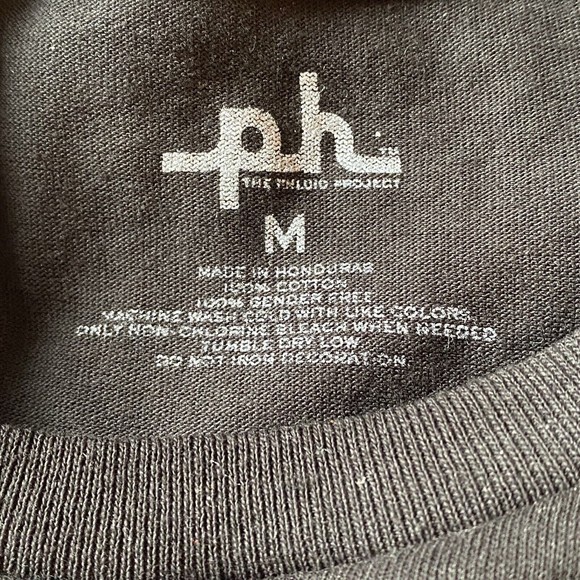 ph™
THE PHLUID PROJECT
M
MADE IN HONDURAS
100% COTTON
100% GENDER FREE
MACHINE WASH COLD WITH LIKE COLORS.
ONLY NON-CHLORINE BLEACH WHEN NEEDED.
TUMBLE DRY LOW.
DO NOT IRON DECORATION.